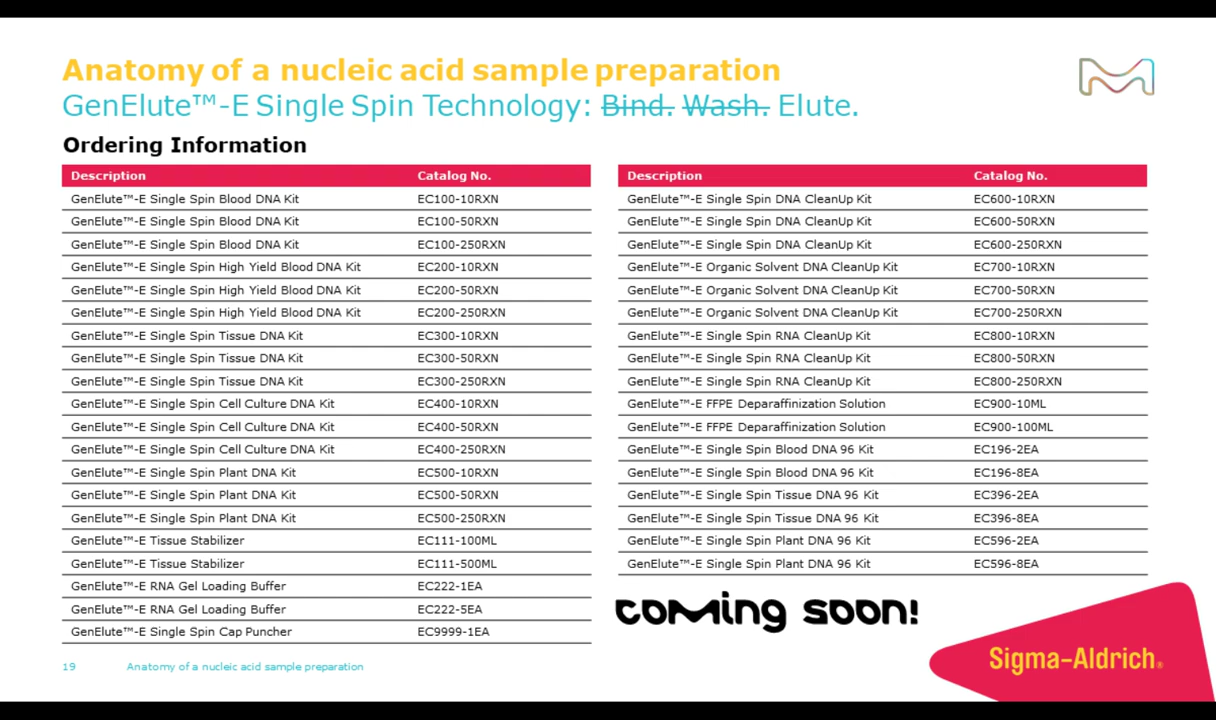 Anatomy of a nucleic acid sample preparation
GenElute™-E Single Spin Technology: Bind. Wash. Elute.
Ordering Information
Description Catalog No.
GenElute™-E Single Spin Blood DNA Kit EC100-10RXN
GenElute™-E Single Spin Blood DNA Kit EC100-50RXN
GenElute™-E Single Spin Blood DNA Kit EC100-250RXN
GenElute™-E Single Spin High Yield Blood DNA Kit EC200-10RXN
GenElute™-E Single Spin High Yield Blood DNA Kit EC200-50RXN
GenElute™-E Single Spin High Yield Blood DNA Kit EC200-250RXN
GenElute™-E Single Spin Tissue DNA Kit EC300-10RXN
GenElute™-E Single Spin Tissue DNA Kit EC300-50RXN
GenElute™-E Single Spin Tissue DNA Kit EC300-250RXN
GenElute™-E Single Spin Cell Culture DNA Kit EC400-10RXN
GenElute™-E Single Spin Cell Culture DNA Kit EC400-50RXN
GenElute™-E Single Spin Cell Culture DNA Kit EC400-250RXN
GenElute™-E Single Spin Plant DNA Kit EC500-10RXN
GenElute™-E Single Spin Plant DNA Kit EC500-50RXN
GenElute™-E Single Spin Plant DNA Kit EC500-250RXN
GenElute™-E Tissue Stabilizer EC111-100ML
GenElute™-E Tissue Stabilizer EC111-500ML
GenElute™-E RNA Gel Loading Buffer EC222-1EA
GenElute™-E RNA Gel Loading Buffer EC222-5EA
GenElute™-E Single Spin Cap Puncher EC9999-1EA
Description Catalog No.
GenElute™-E Single Spin DNA CleanUp Kit EC600-10RXN
GenElute™-E Single Spin DNA CleanUp Kit EC600-50RXN
GenElute™-E Single Spin DNA CleanUp Kit EC600-250RXN
GenElute™-E Organic Solvent DNA CleanUp Kit EC700-10RXN
GenElute™-E Organic Solvent DNA CleanUp Kit EC700-50RXN
GenElute™-E Organic Solvent DNA CleanUp Kit EC700-250RXN
GenElute™-E Single Spin RNA CleanUp Kit EC800-10RXN
GenElute™-E Single Spin RNA CleanUp Kit EC800-50RXN
GenElute™-E Single Spin RNA CleanUp Kit EC800-250RXN
GenElute™-E FFPE Deparaffinization Solution EC900-10ML
GenElute™-E FFPE Deparaffinization Solution EC900-100ML
GenElute™-E Single Spin Blood DNA 96 Kit EC196-2EA
GenElute™-E Single Spin Blood DNA 96 Kit EC196-8EA
GenElute™-E Single Spin Tissue DNA 96 Kit EC396-2EA
GenElute™-E Single Spin Tissue DNA 96 Kit EC396-8EA
GenElute™-E Single Spin Plant DNA 96 Kit EC596-2EA
GenElute™-E Single Spin Plant DNA 96 Kit EC596-8EA
coming soon!
Sigma-Aldrich®
19 Anatomy of a nucleic acid sample preparation